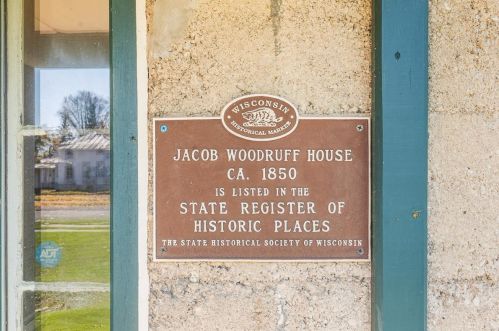 WISCONSIN
HISTORICAL MARKER
JACOB WOODRUFF HOUSE
CA. 1850
IS LISTED IN THE
STATE REGISTER OF
HISTORIC PLACES
THE STATE HISTORICAL SOCIETY OF WISCONSIN
ADT